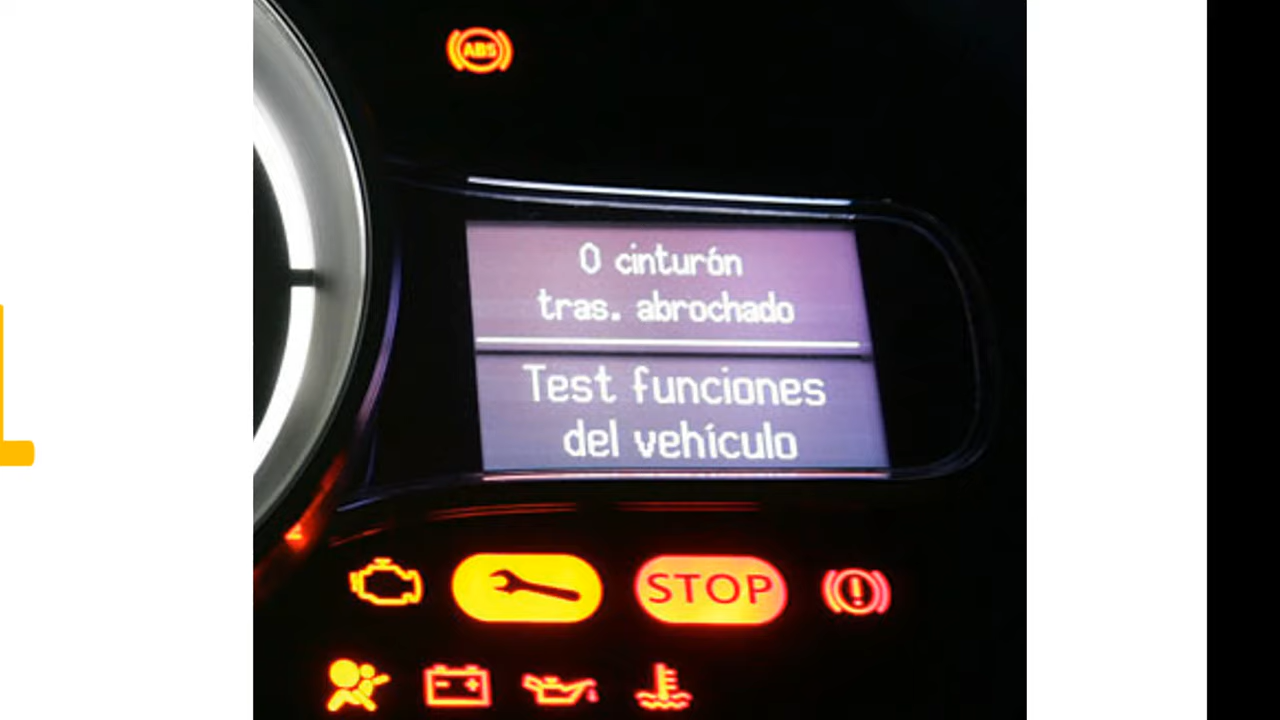 ABS
0 cinturón
tras. abrochado
Test funciones
del vehículo
STOP